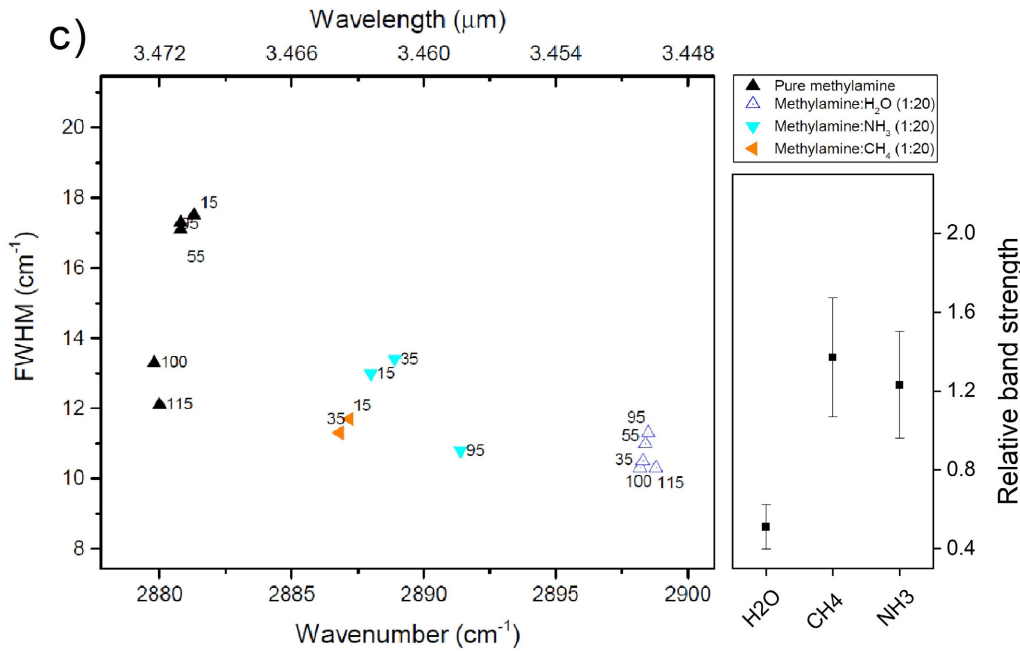 c)
Wavelength (μm)
3.472 3.466 3.460 3.454 3.448
FWHM (cm⁻¹)
20
18
16
14
12
10
8
15
55
100
115
35
15
15
35
95
95
55
35
100 115
2880 2885 2890 2895 2900
Wavenumber (cm⁻¹)
Pure methylamine
Methylamine:H₂O (1:20)
Methylamine:NH₃ (1:20)
Methylamine:CH₄ (1:20)
2.0
1.6
1.2
0.8
0.4
Relative band strength
H2O CH4 NH3